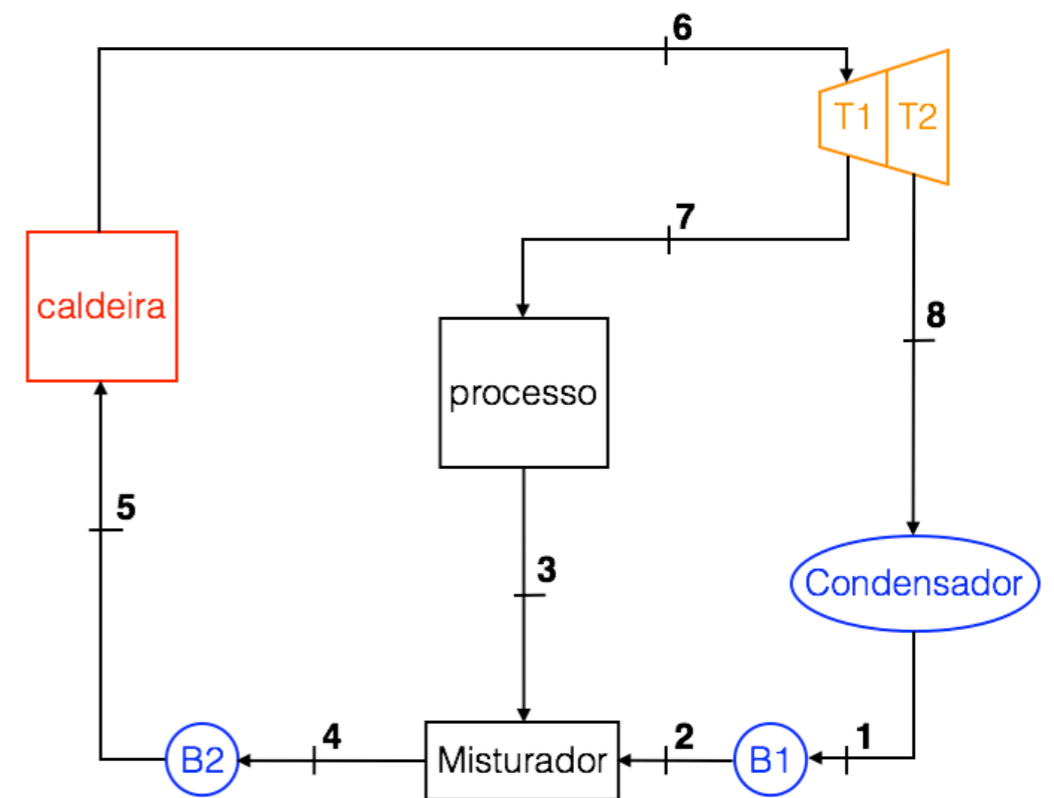 6
T1
T2
7
caldeira
8
processo
5
3
Condensador
4
2
1
B2
Misturador
B1